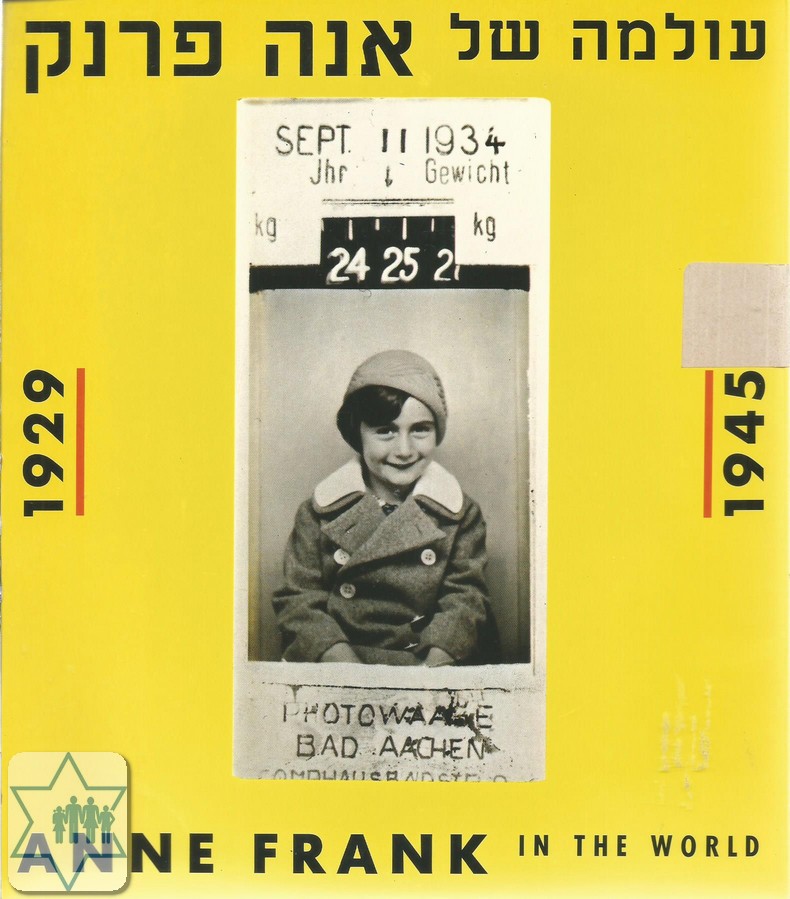 עולמה של אנה פרנק
SEPT. 11 1934
Jhr ↓ Gewicht
kg kg
24 25 2
1929
1945
PHOTOWAAGE
BAD AACHEN
ANNE FRANK IN THE WORLD